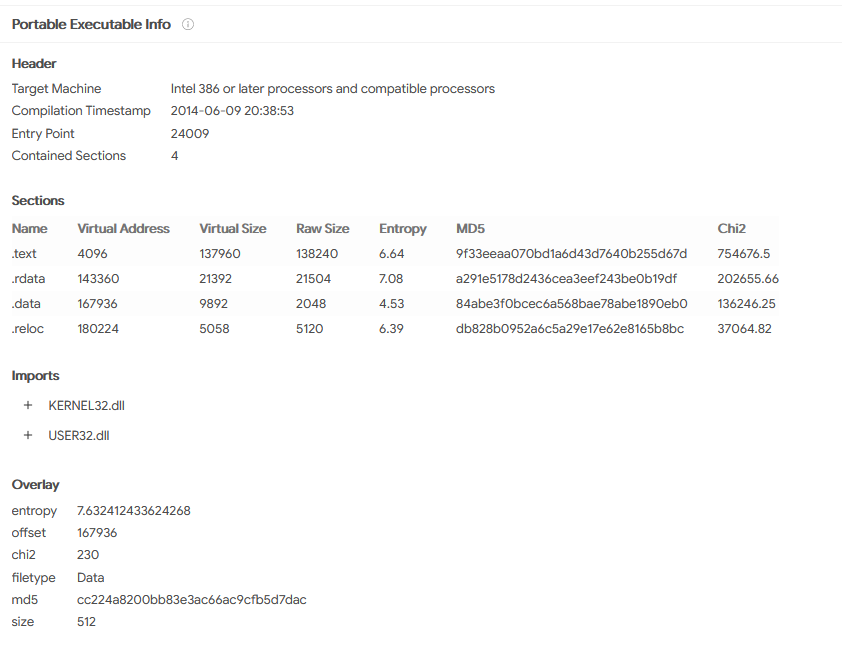 Portable Executable Info
Header
Target Machine Intel 386 or later processors and compatible processors
Compilation Timestamp 2014-06-09 20:38:53
Entry Point 24009
Contained Sections 4
Sections
Name Virtual Address Virtual Size Raw Size Entropy MD5 Chi2
.text 4096 137960 138240 6.64 9f33eeaa070bd1a6d43d7640b255d67d 754676.5
.rdata 143360 21392 21504 7.08 a291e5178d2436cea3eef243be0b19df 202655.66
.data 167936 9892 2048 4.53 84abe3f0bcec6a568bae78abe1890eb0 136246.25
.reloc 180224 5058 5120 6.39 db828b0952a6c5a29e17e62e8165b8bc 37064.82
Imports
+ KERNEL32.dll
+ USER32.dll
Overlay
entropy 7.632412433624268
offset 167936
chi2 230
filetype Data
md5 cc224a8200bb83e3ac66ac9cfb5d7dac
size 512